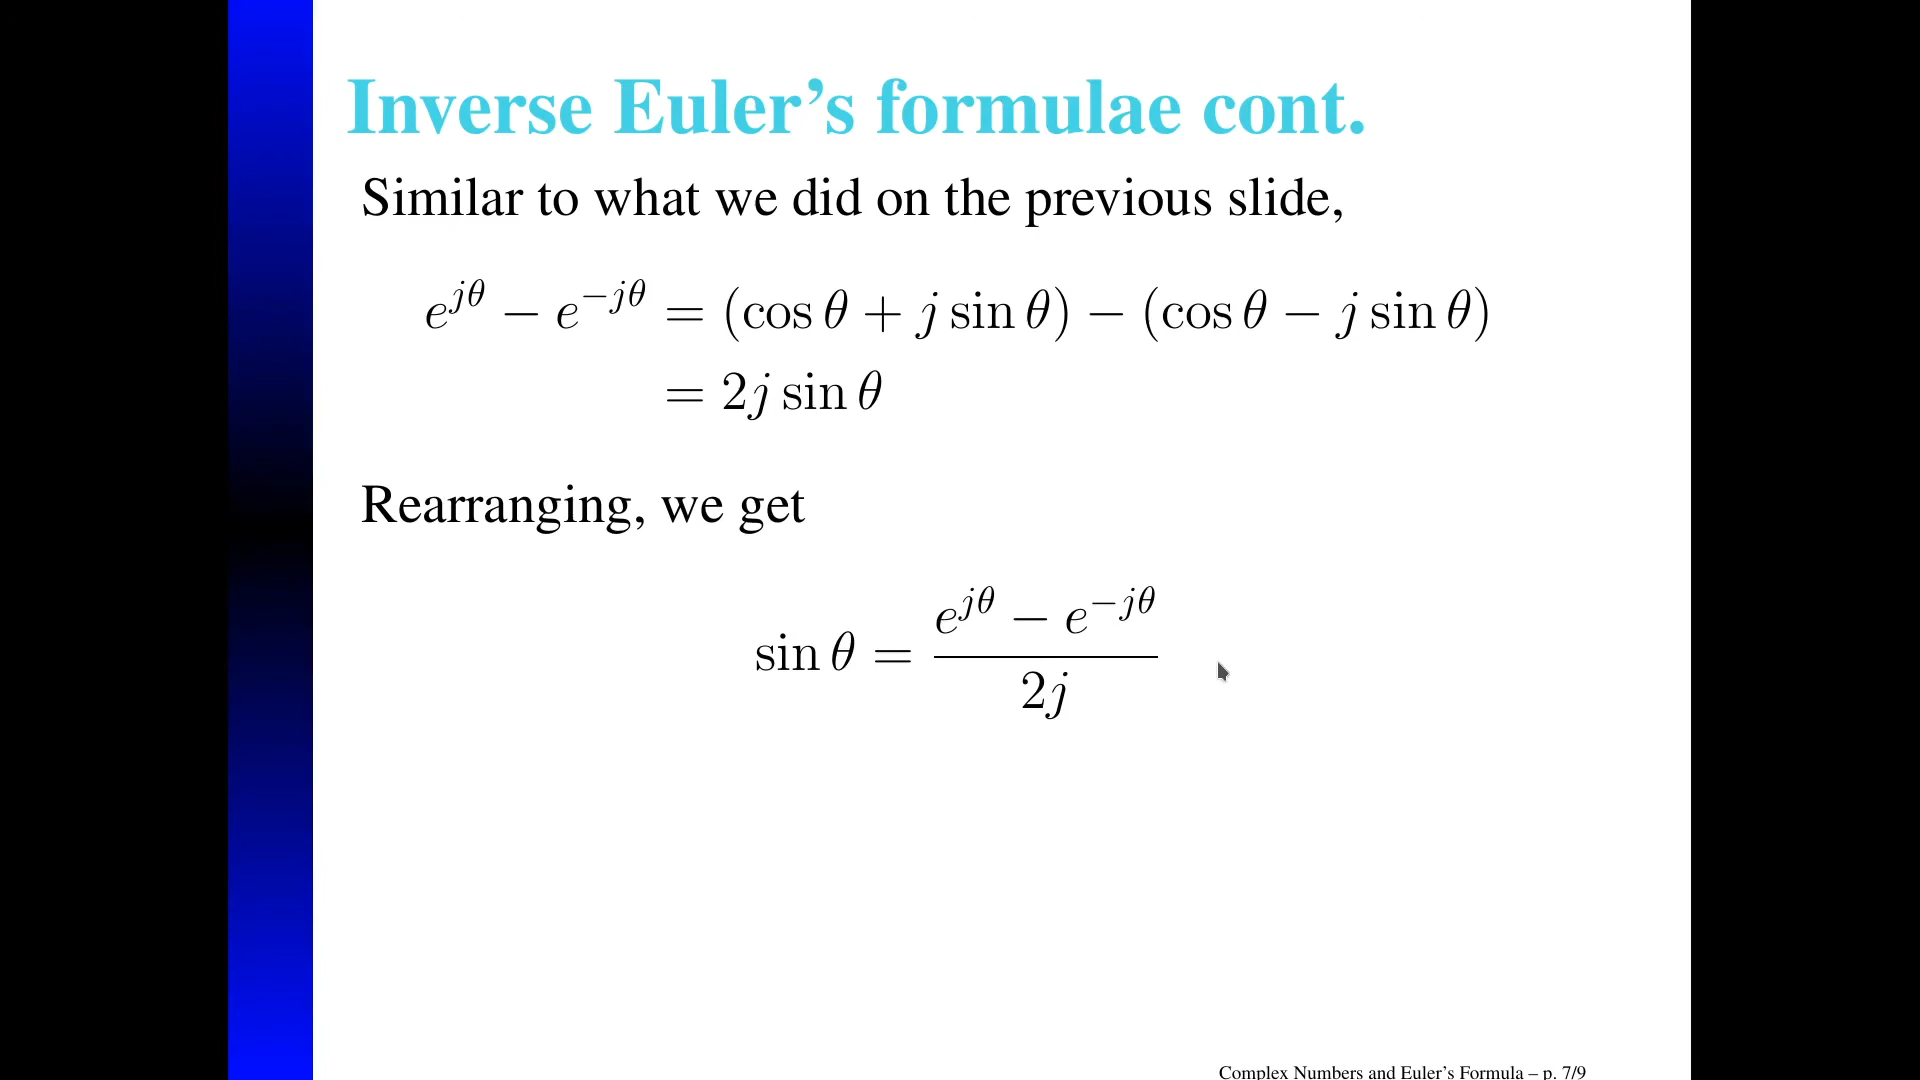 Inverse Euler’s formulae cont.
Similar to what we did on the previous slide,
e^{jθ} − e^{−jθ} = (cos θ + j sin θ) − (cos θ − j sin θ)
= 2j sin θ
Rearranging, we get
sin θ = \frac{e^{jθ} − e^{−jθ}}{2j}
Complex Numbers and Euler’s Formula – p. 7/9